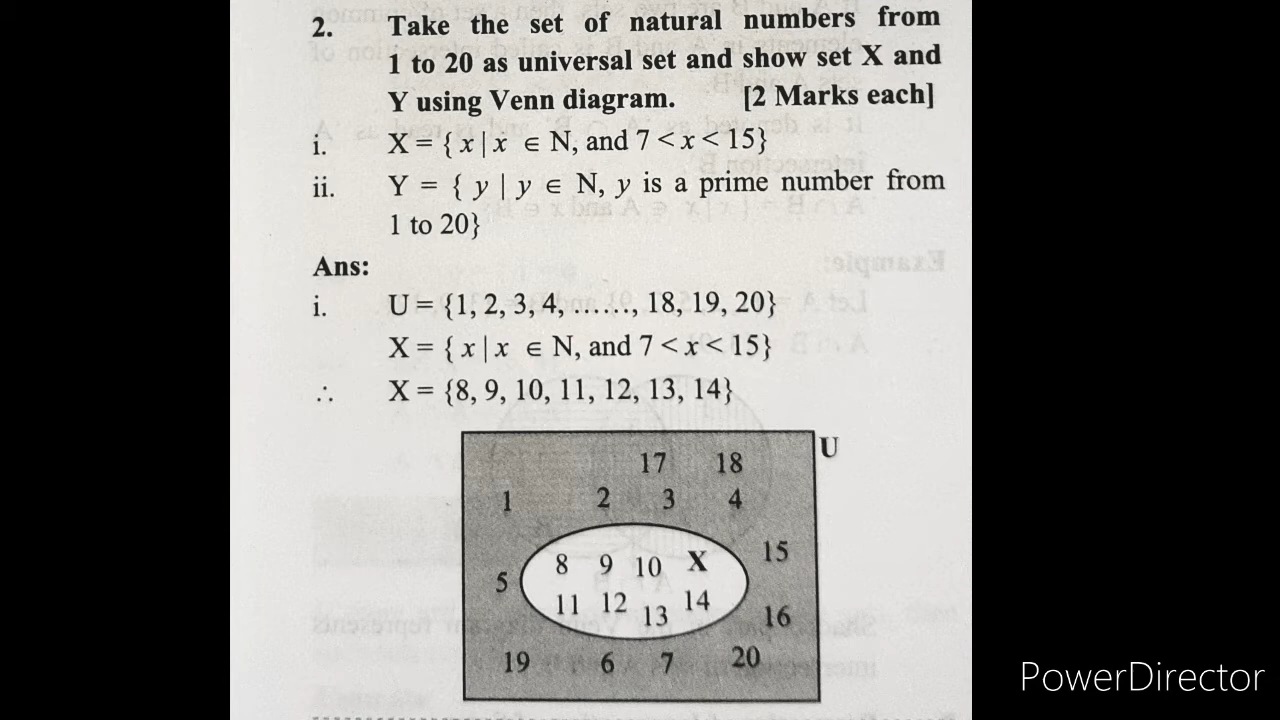 2. Take the set of natural numbers from
1 to 20 as universal set and show set X and
Y using Venn diagram. [2 Marks each]
i. X = { x | x ∈ N, and 7 < x < 15}
ii. Y = { y | y ∈ N, y is a prime number from
1 to 20}
Ans:
i. U = {1, 2, 3, 4, ......, 18, 19, 20}
X = { x | x ∈ N, and 7 < x < 15}
∴ X = {8, 9, 10, 11, 12, 13, 14}
U
17 18
1 2 3 4
15
8 9 10 X
5
11 12 13 14
16
19 6 7 20
PowerDirector